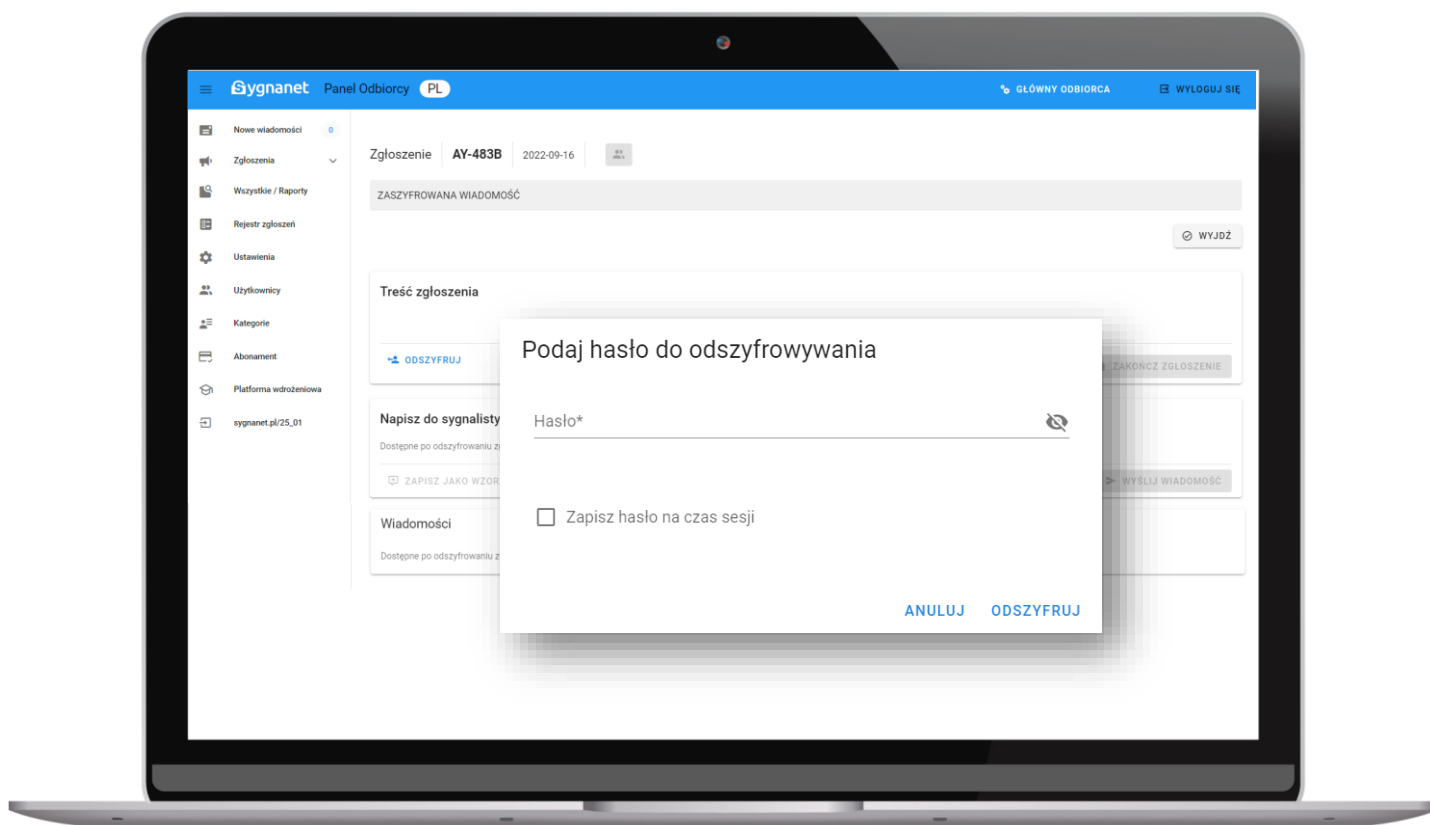 Sygnanet Panel Odbiorcy PL GŁÓWNY ODBIORCA WYLOGUJ SIĘ
Nowe wiadomości 0
Zgłoszenia
Wszystkie / Raporty
Rejestr zgłoszeń
Ustawienia
Użytkownicy
Kategorie
Abonament
Platforma wdrożeniowa
sygnanet.pl/25_01
Zgłoszenie AY-483B 2022-09-16
ZASZYFROWANA WIADOMOŚĆ
WYJDŹ
Treść zgłoszenia
ODSZYFRUJ
ZAKOŃCZ ZGŁOSZENIE
Napisz do sygnalisty
Dostępne po odszyfrowaniu
ZAPISZ JAKO WZOR
WYŚLIJ WIADOMOŚĆ
Wiadomości
Dostępne po odszyfrowaniu
Podaj hasło do odszyfrowywania
Hasło*
Zapisz hasło na czas sesji
ANULUJ ODSZYFRUJ